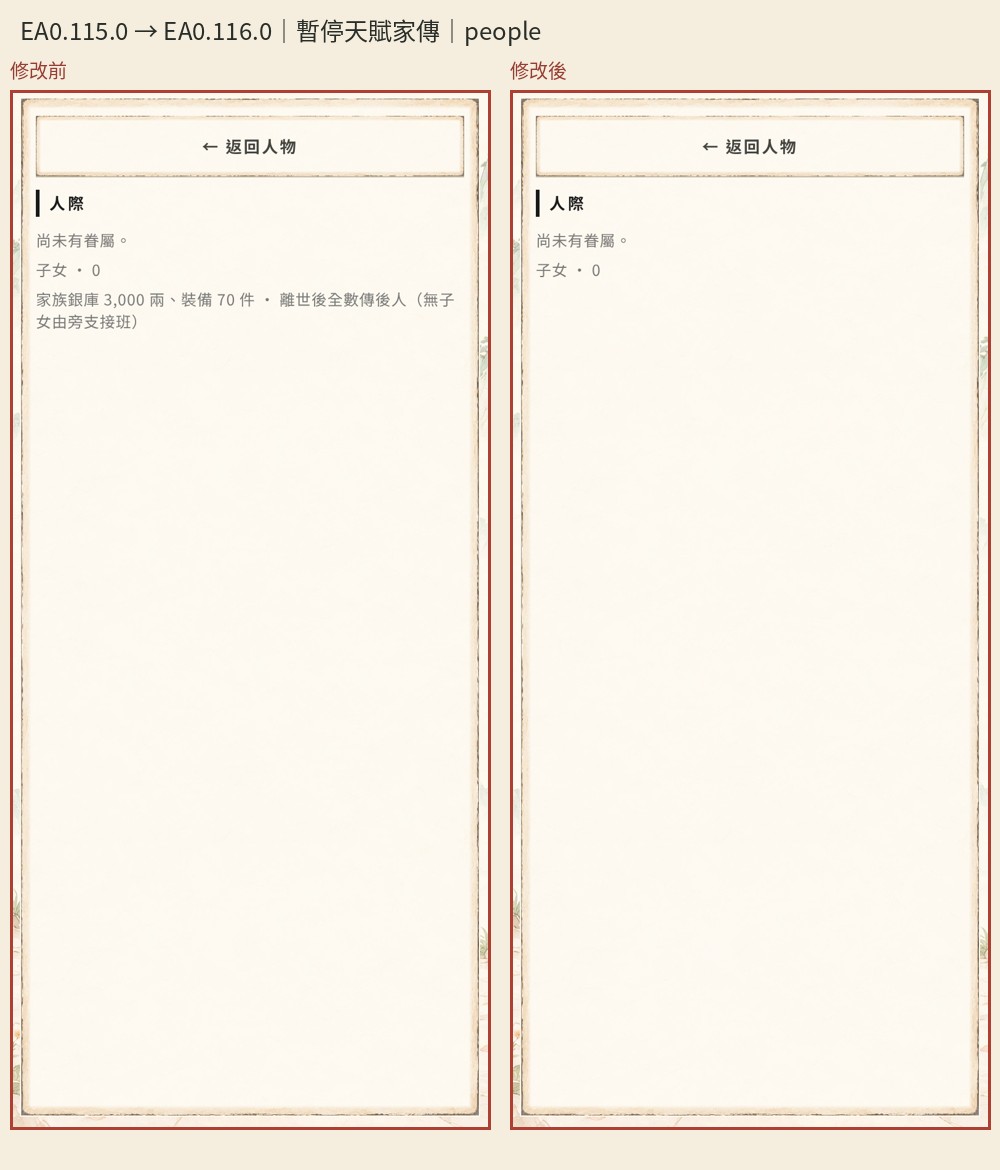 EA0.115.0 → EA0.116.0｜暫停天賦家傳｜people
修改前
← 返回人物
人際
尚未有眷屬。
子女 · 0
家族銀庫 3,000 兩、裝備 70 件 · 離世後全數傳後人（無子
女由旁支接班）
修改後
← 返回人物
人際
尚未有眷屬。
子女 · 0